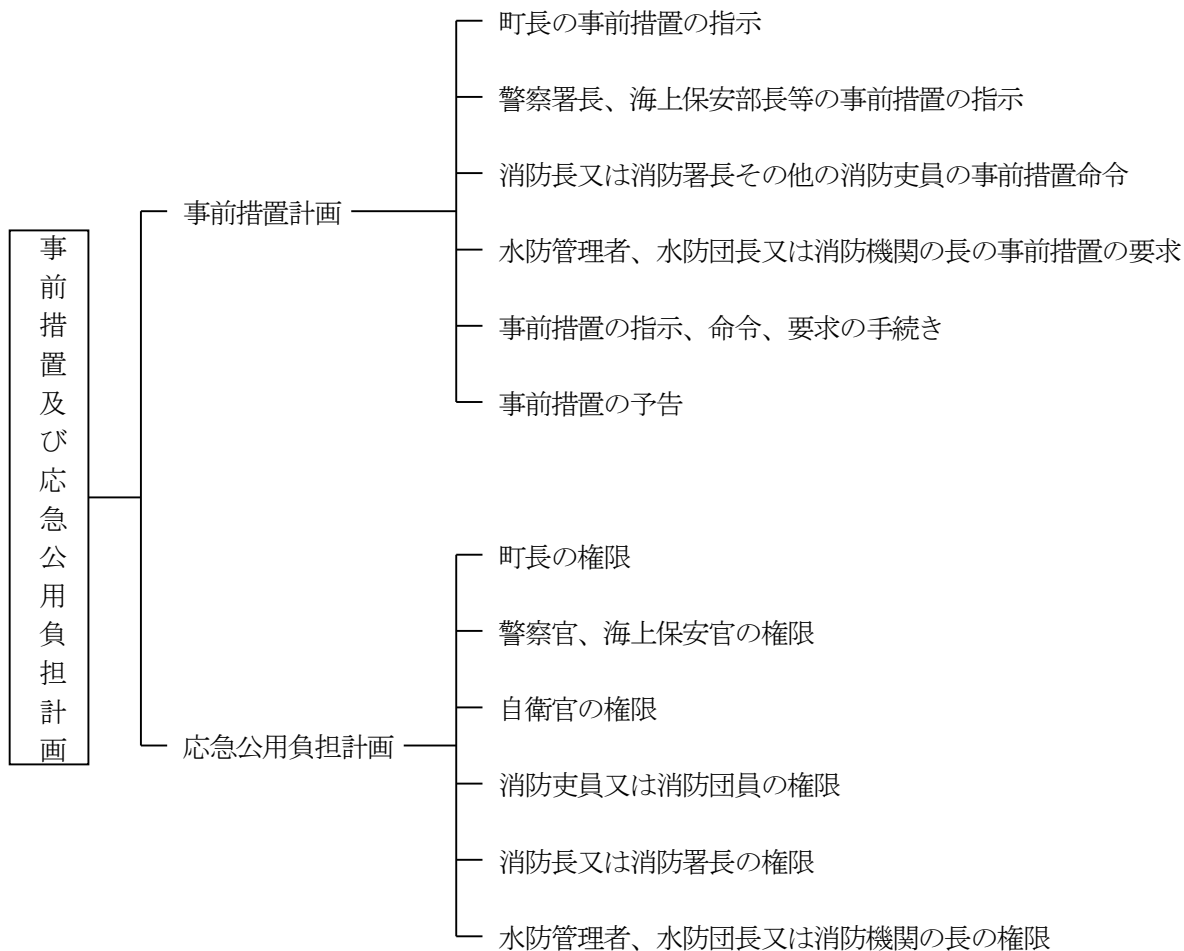 事前措置及び応急公用負担計画
事前措置計画
町長の事前措置の指示
警察署長、海上保安部長等の事前措置の指示
消防長又は消防署長その他の消防吏員の事前措置命令
水防管理者、水防団長又は消防機関の長の事前措置の要求
事前措置の指示、命令、要求の手続き
事前措置の予告
応急公用負担計画
町長の権限
警察官、海上保安官の権限
自衛官の権限
消防吏員又は消防団員の権限
消防長又は消防署長の権限
水防管理者、水防団長又は消防機関の長の権限